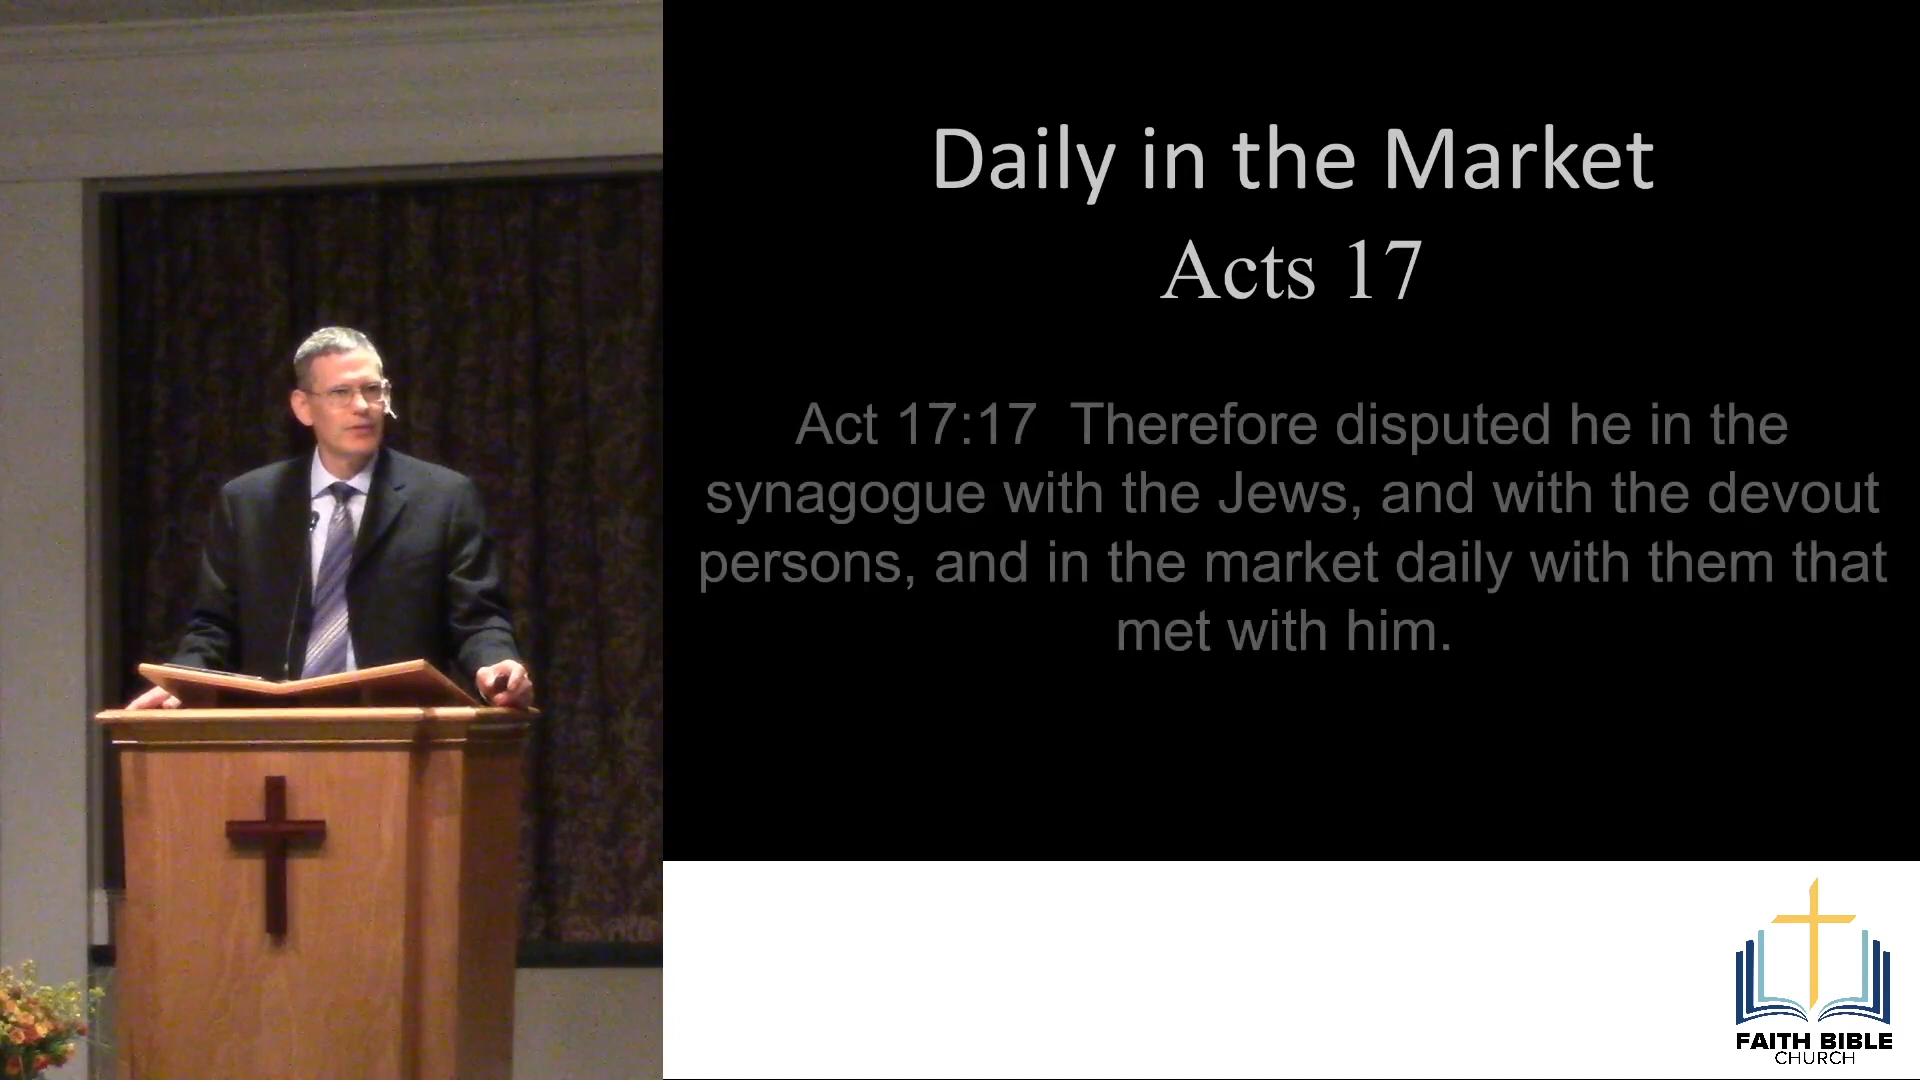 Daily in the Market
Acts 17
Act 17:17  Therefore disputed he in the
synagogue with the Jews, and with the devout
persons, and in the market daily with them that
met with him.
FAITH BIBLE
CHURCH